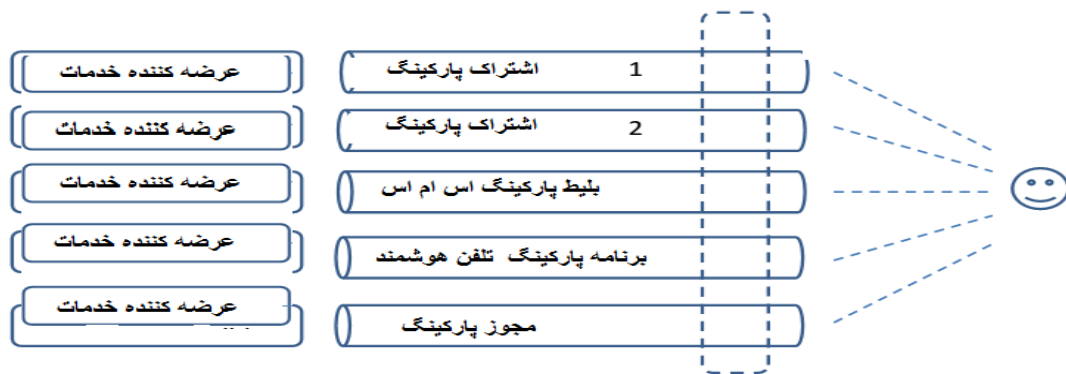 عرضه کننده خدمات
اشتراک پارکینگ 1
عرضه کننده خدمات
اشتراک پارکینگ 2
عرضه کننده خدمات
بلیط پارکینگ اس ام اس
عرضه کننده خدمات
برنامه پارکینگ تلفن هوشمند
عرضه کننده خدمات
مجوز پارکینگ